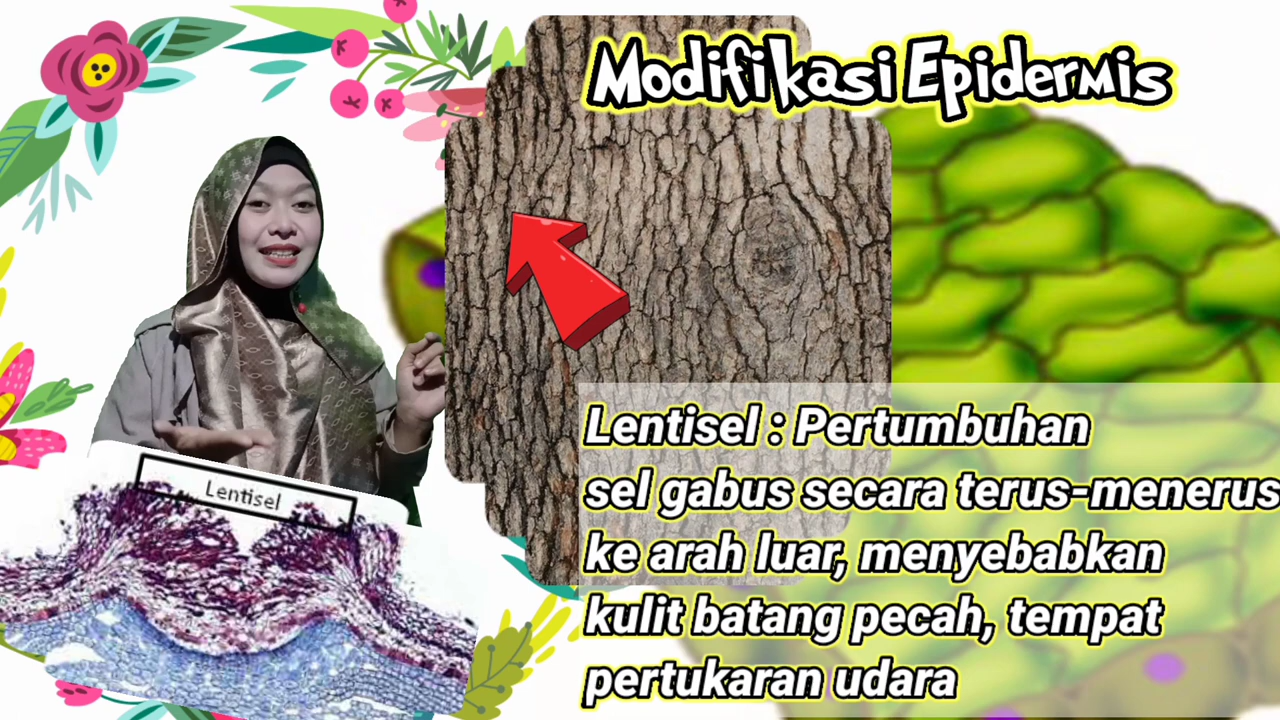 Modifikasi Epidermis
Lentisel : Pertumbuhan
sel gabus secara terus-menerus
ke arah luar, menyebabkan
kulit batang pecah, tempat
pertukaran udara
Lentisel